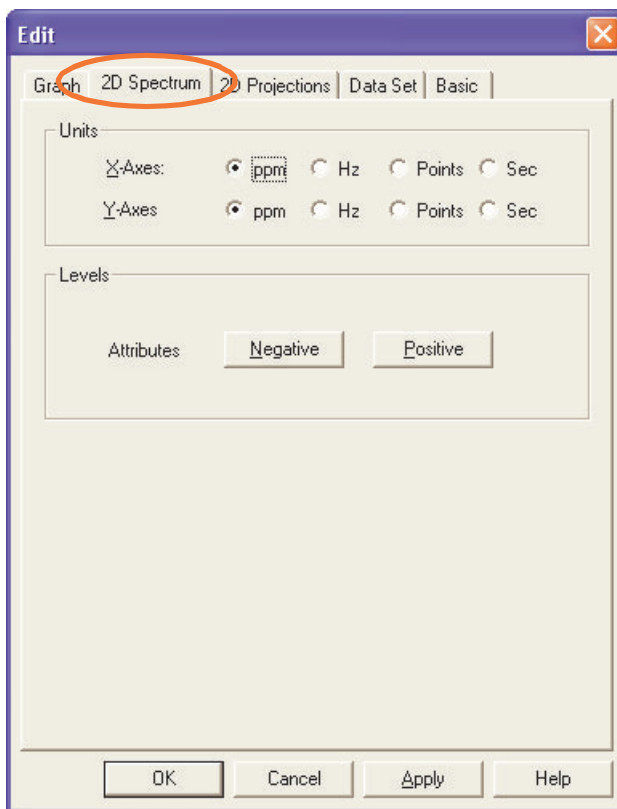 Edit
Graph 2D Spectrum 2D Projections Data Set Basic
Units
X-Axes: ppm Hz Points Sec
Y-Axes ppm Hz Points Sec
Levels
Attributes Negative Positive
OK Cancel Apply Help